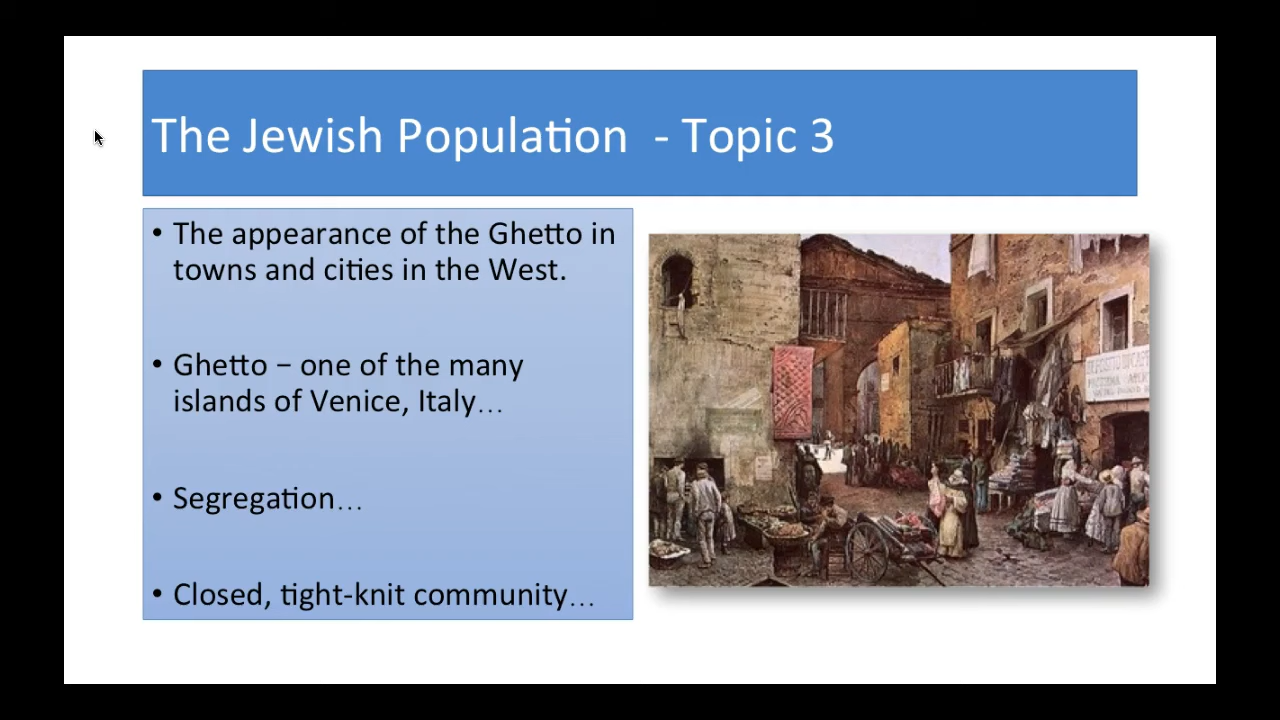 The Jewish Population  - Topic 3
• The appearance of the Ghetto in
towns and cities in the West.
• Ghetto – one of the many
islands of Venice, Italy…
• Segregation…
• Closed, tight-knit community…